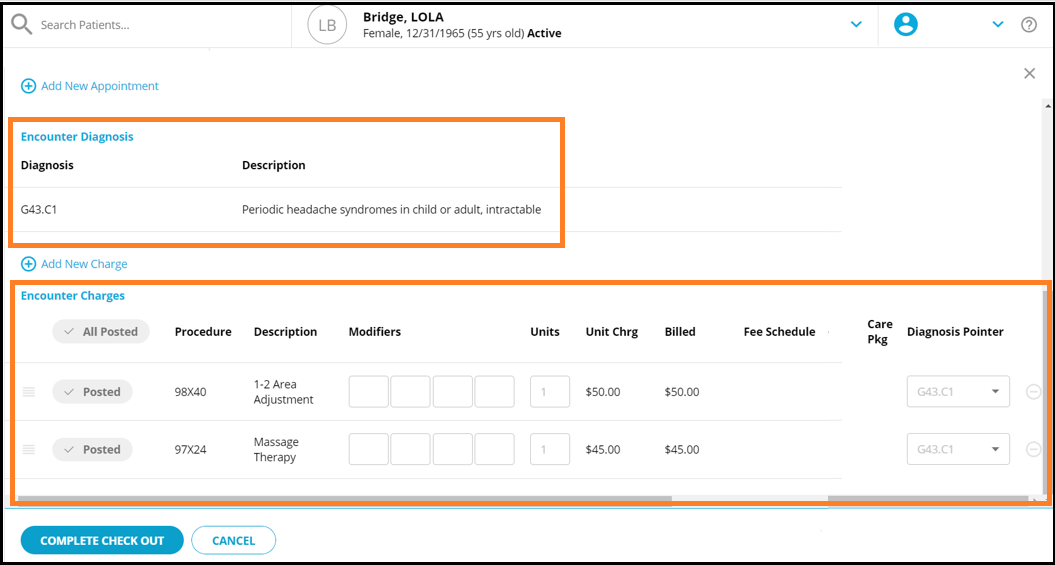 Search Patients...
LB
Bridge, LOLA
Female, 12/31/1965 (55 yrs old) Active
Add New Appointment
Encounter Diagnosis
Diagnosis Description
G43.C1 Periodic headache syndromes in child or adult, intractable
Add New Charge
Encounter Charges
All Posted Procedure Description Modifiers Units Unit Chrg Billed Fee Schedule Care Pkg Diagnosis Pointer
Posted 98X40 1-2 Area Adjustment 1 $50.00 $50.00 G43.C1
Posted 97X24 Massage Therapy 1 $45.00 $45.00 G43.C1
COMPLETE CHECK OUT CANCEL